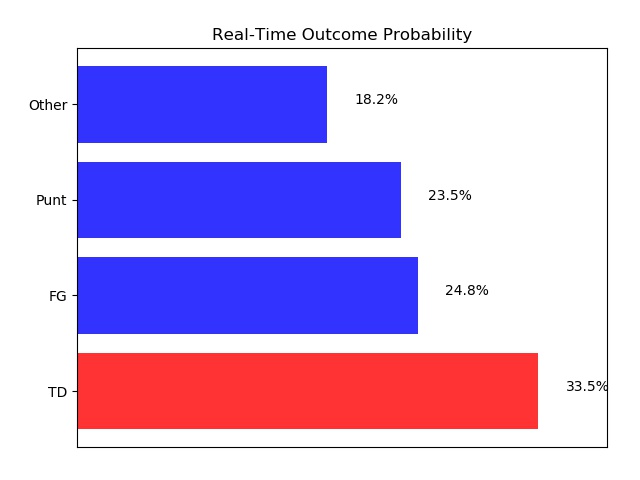 Real-Time Outcome Probability
Other 18.2%
Punt 23.5%
FG 24.8%
TD 33.5%